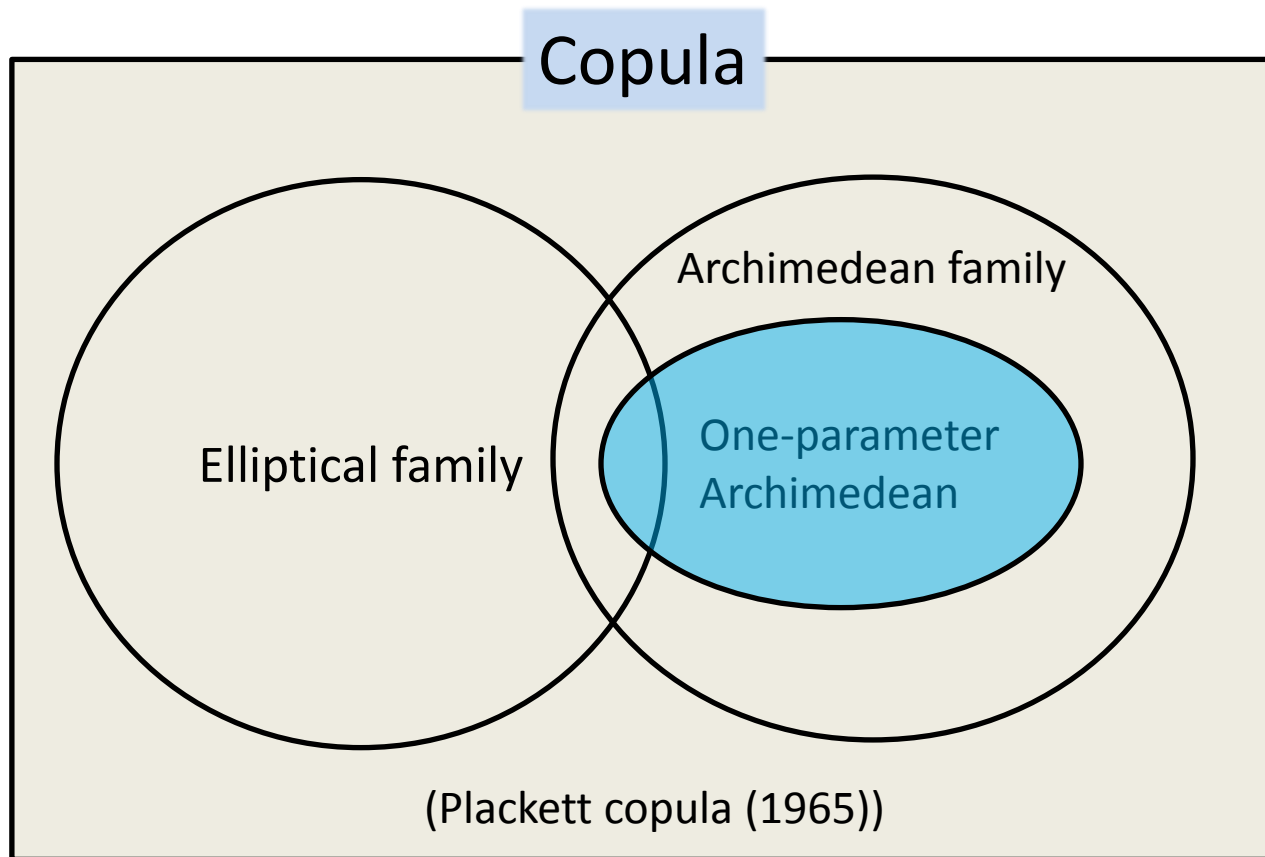 Copula
Archimedean family
Elliptical family
One-parameter
Archimedean
(Plackett copula (1965))